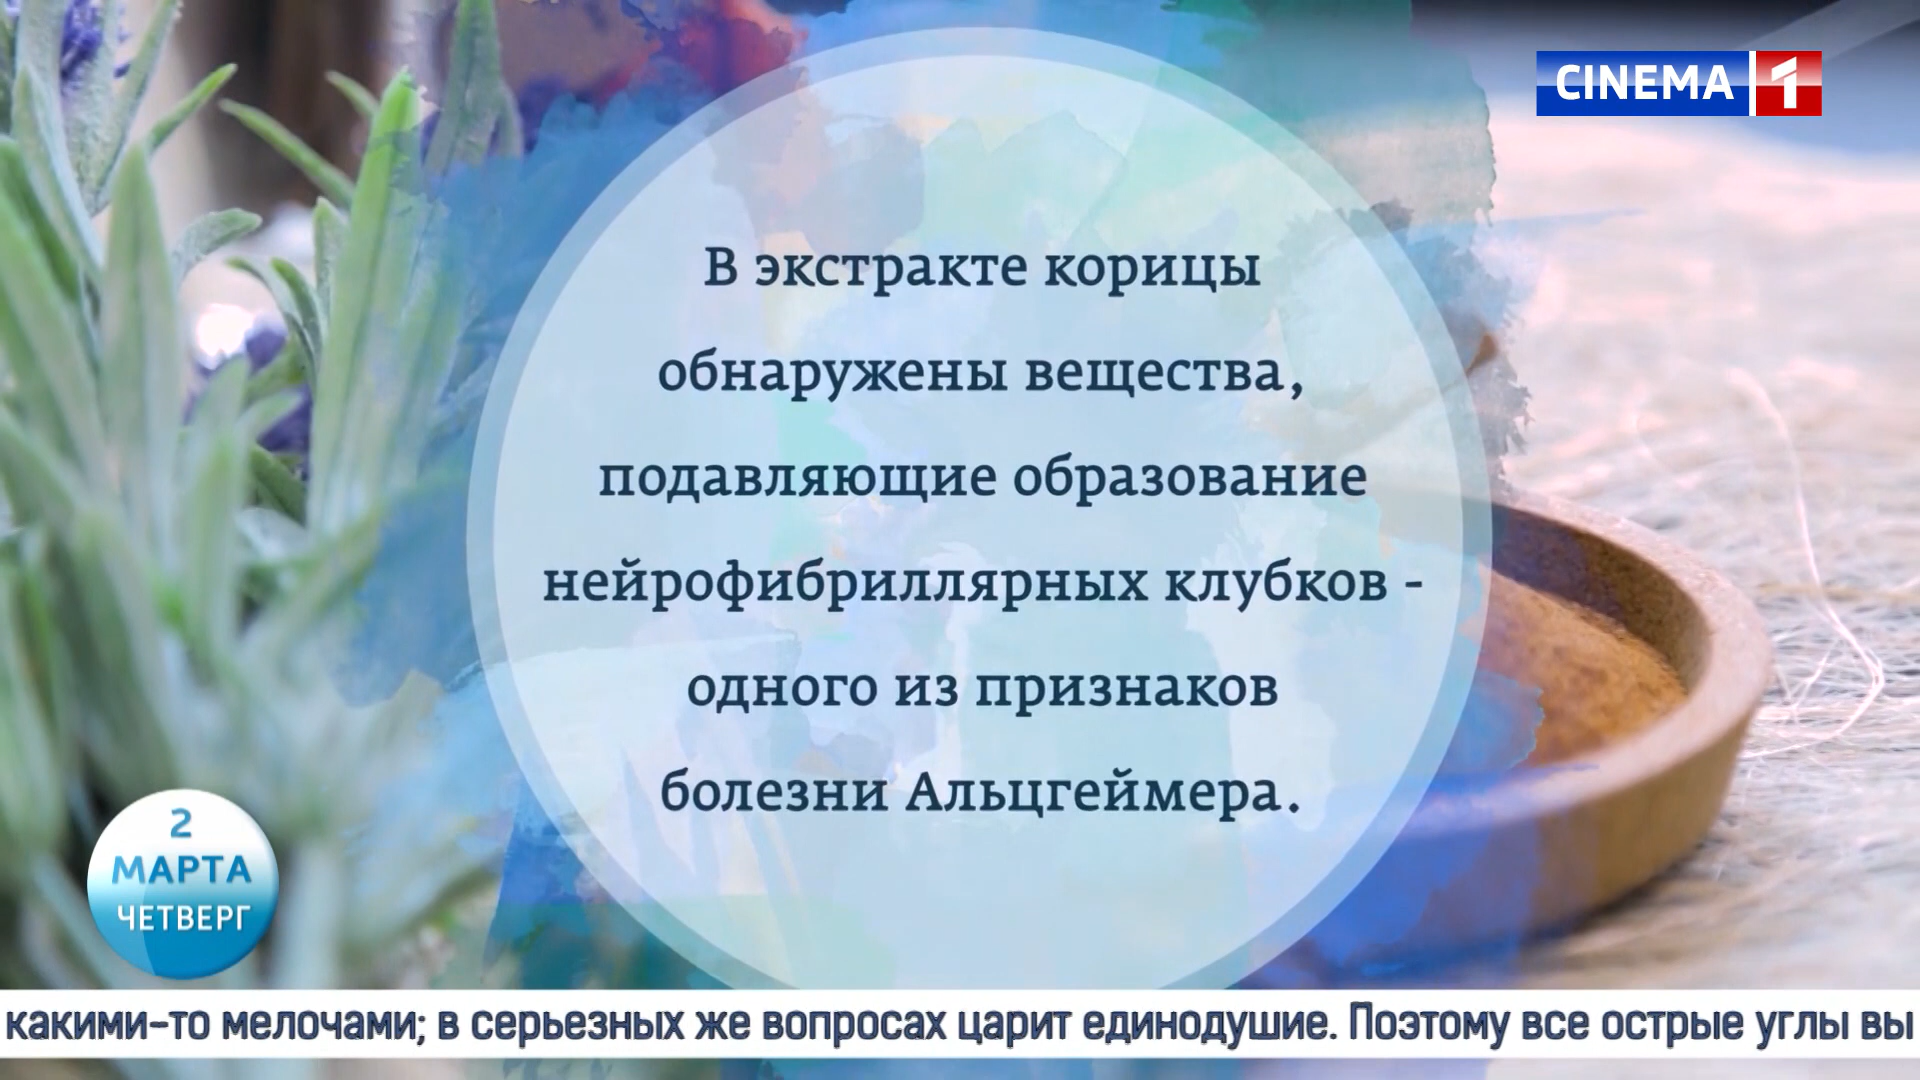 CINEMA 1
В экстракте корицы
обнаружены вещества,
подавляющие образование
нейрофибриллярных клубков -
одного из признаков
болезни Альцгеймера.
2
МАРТА
ЧЕТВЕРГ
какими-то мелочами; в серьезных же вопросах царит единодушие. Поэтому все острые углы вы